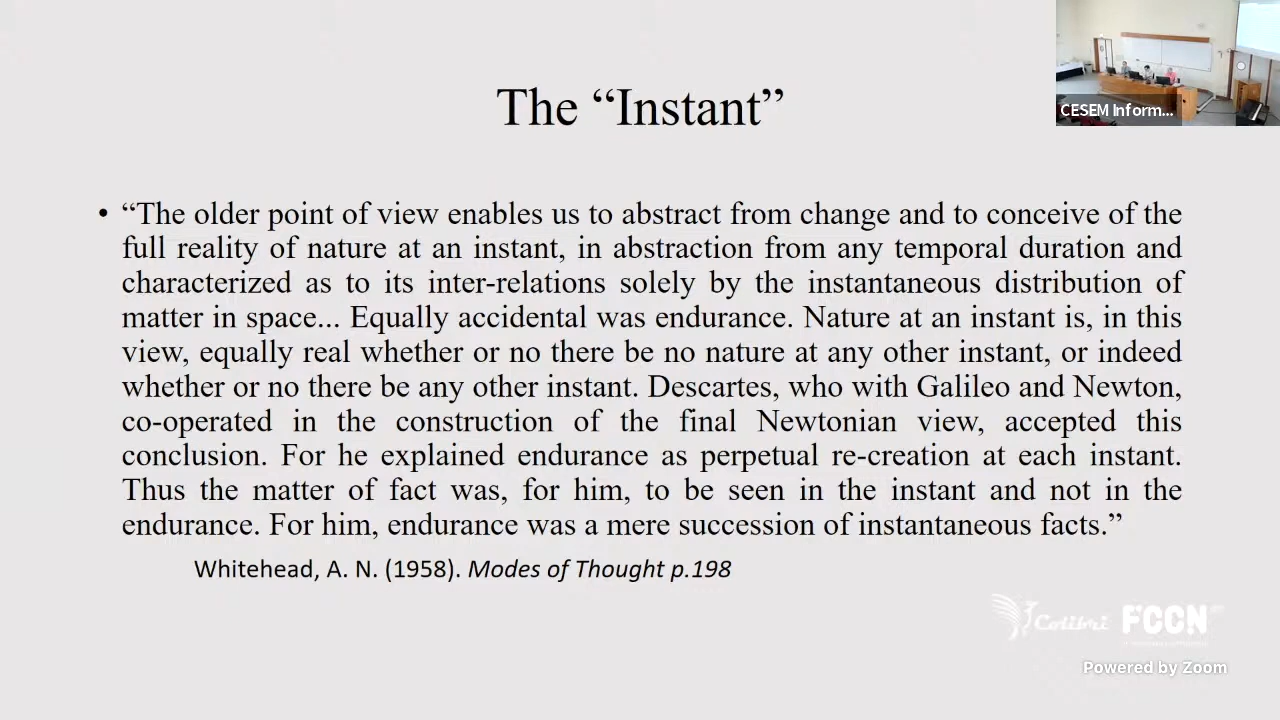 The “Instant”
CESEM Inform...
• “The older point of view enables us to abstract from change and to conceive of the
full reality of nature at an instant, in abstraction from any temporal duration and
characterized as to its inter-relations solely by the instantaneous distribution of
matter in space... Equally accidental was endurance. Nature at an instant is, in this
view, equally real whether or no there be no nature at any other instant, or indeed
whether or no there be any other instant. Descartes, who with Galileo and Newton,
co-operated in the construction of the final Newtonian view, accepted this
conclusion. For he explained endurance as perpetual re-creation at each instant.
Thus the matter of fact was, for him, to be seen in the instant and not in the
endurance. For him, endurance was a mere succession of instantaneous facts.”
Whitehead, A. N. (1958). Modes of Thought p.198
Colibri FCCN
Powered by Zoom